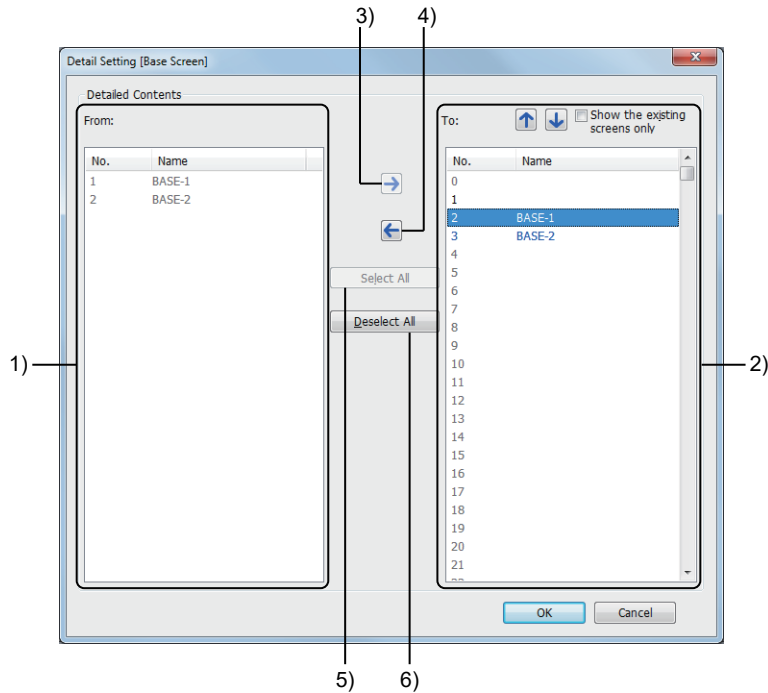 3) 4)
Detail Setting [Base Screen]
Detailed Contents
From:
No. Name
1 BASE-1
2 BASE-2
Select All
Deselect All
To:
Show the existing
screens only
No. Name
0
1
2 BASE-1
3 BASE-2
4
5
6
7
8
9
10
11
12
13
14
15
16
17
18
19
20
21
1)
2)
OK Cancel
5) 6)